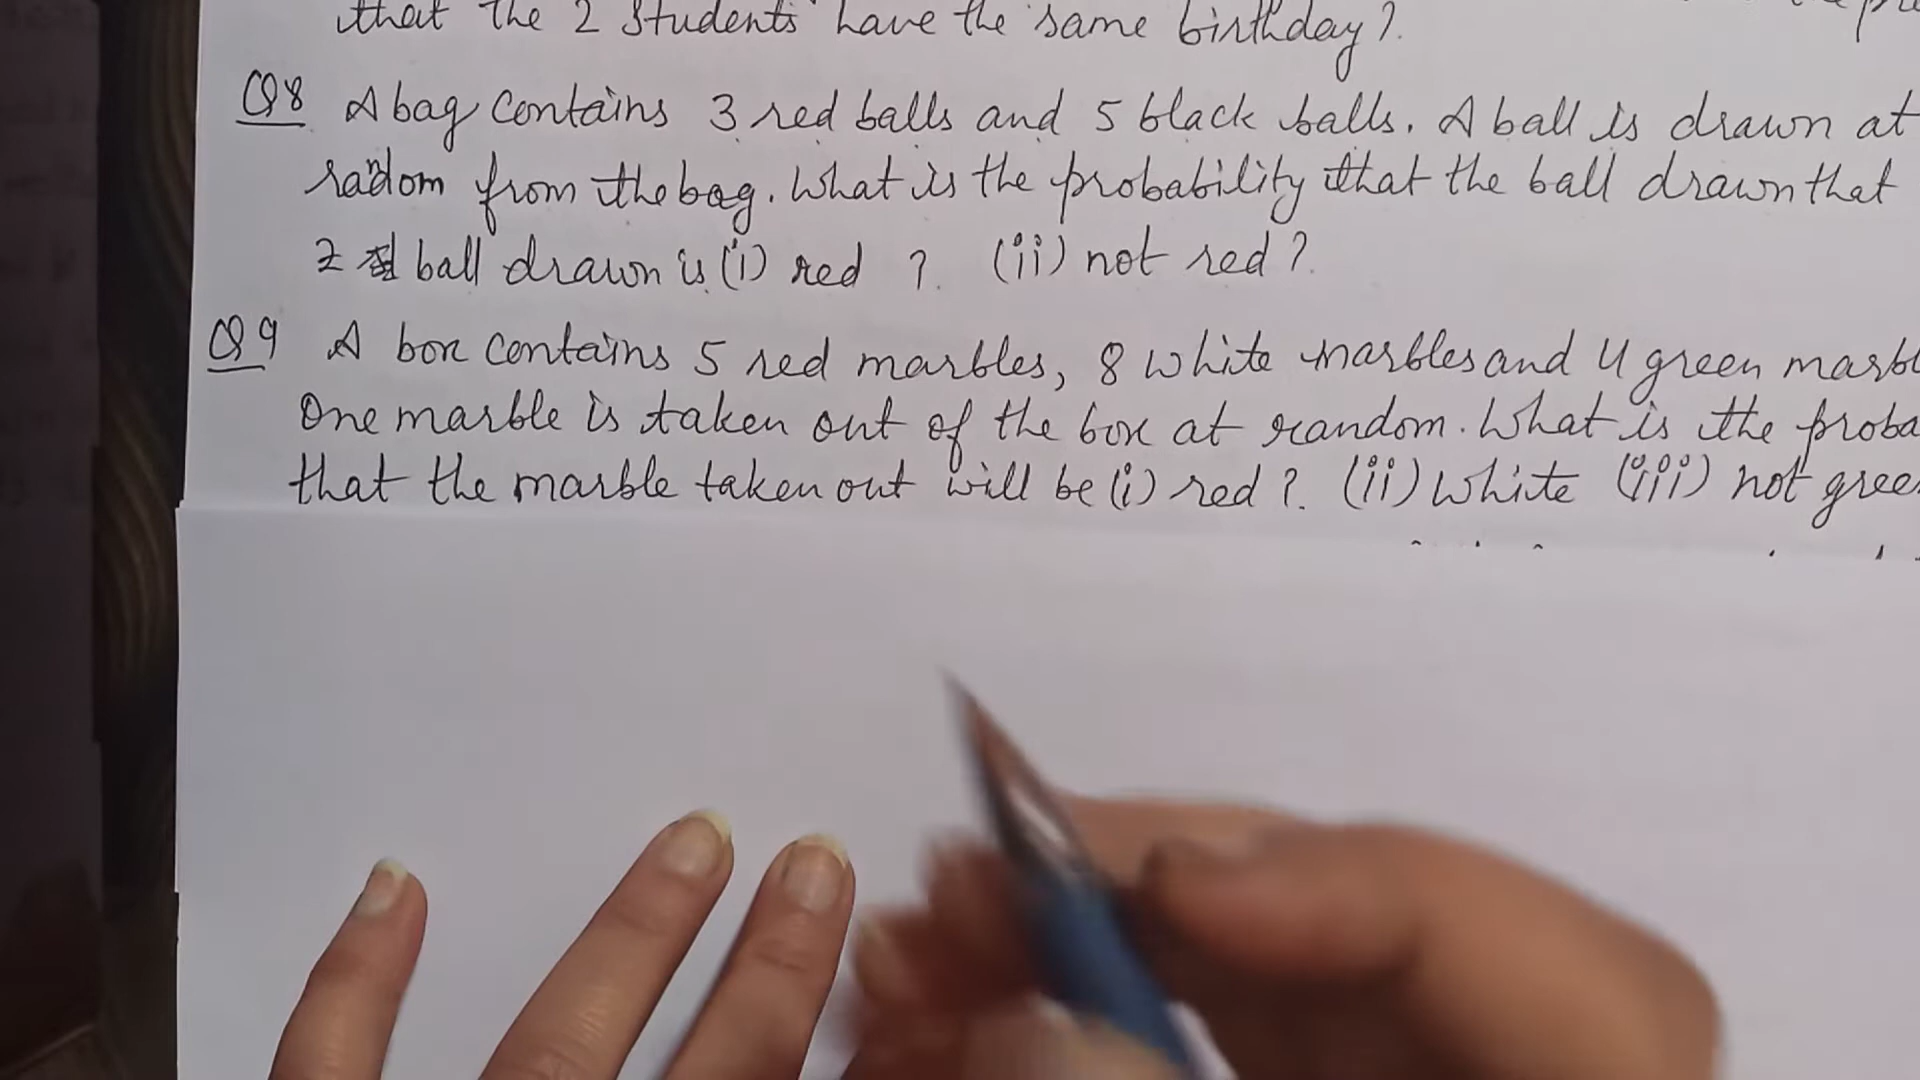 that the 2 students have the same birthday?.
Q8 A bag contains 3 red balls and 5 black balls. A ball is drawn at
random from the bag. What is the probability that the ball drawn that
ball drawn is (i) red ? (ii) not red ?
Q9 A box contains 5 red marbles, 8 white marbles and 4 green marbl
One marble is taken out of the box at random. What is the proba
that the marble taken out will be (i) red ?. (ii) White (iii) not gree